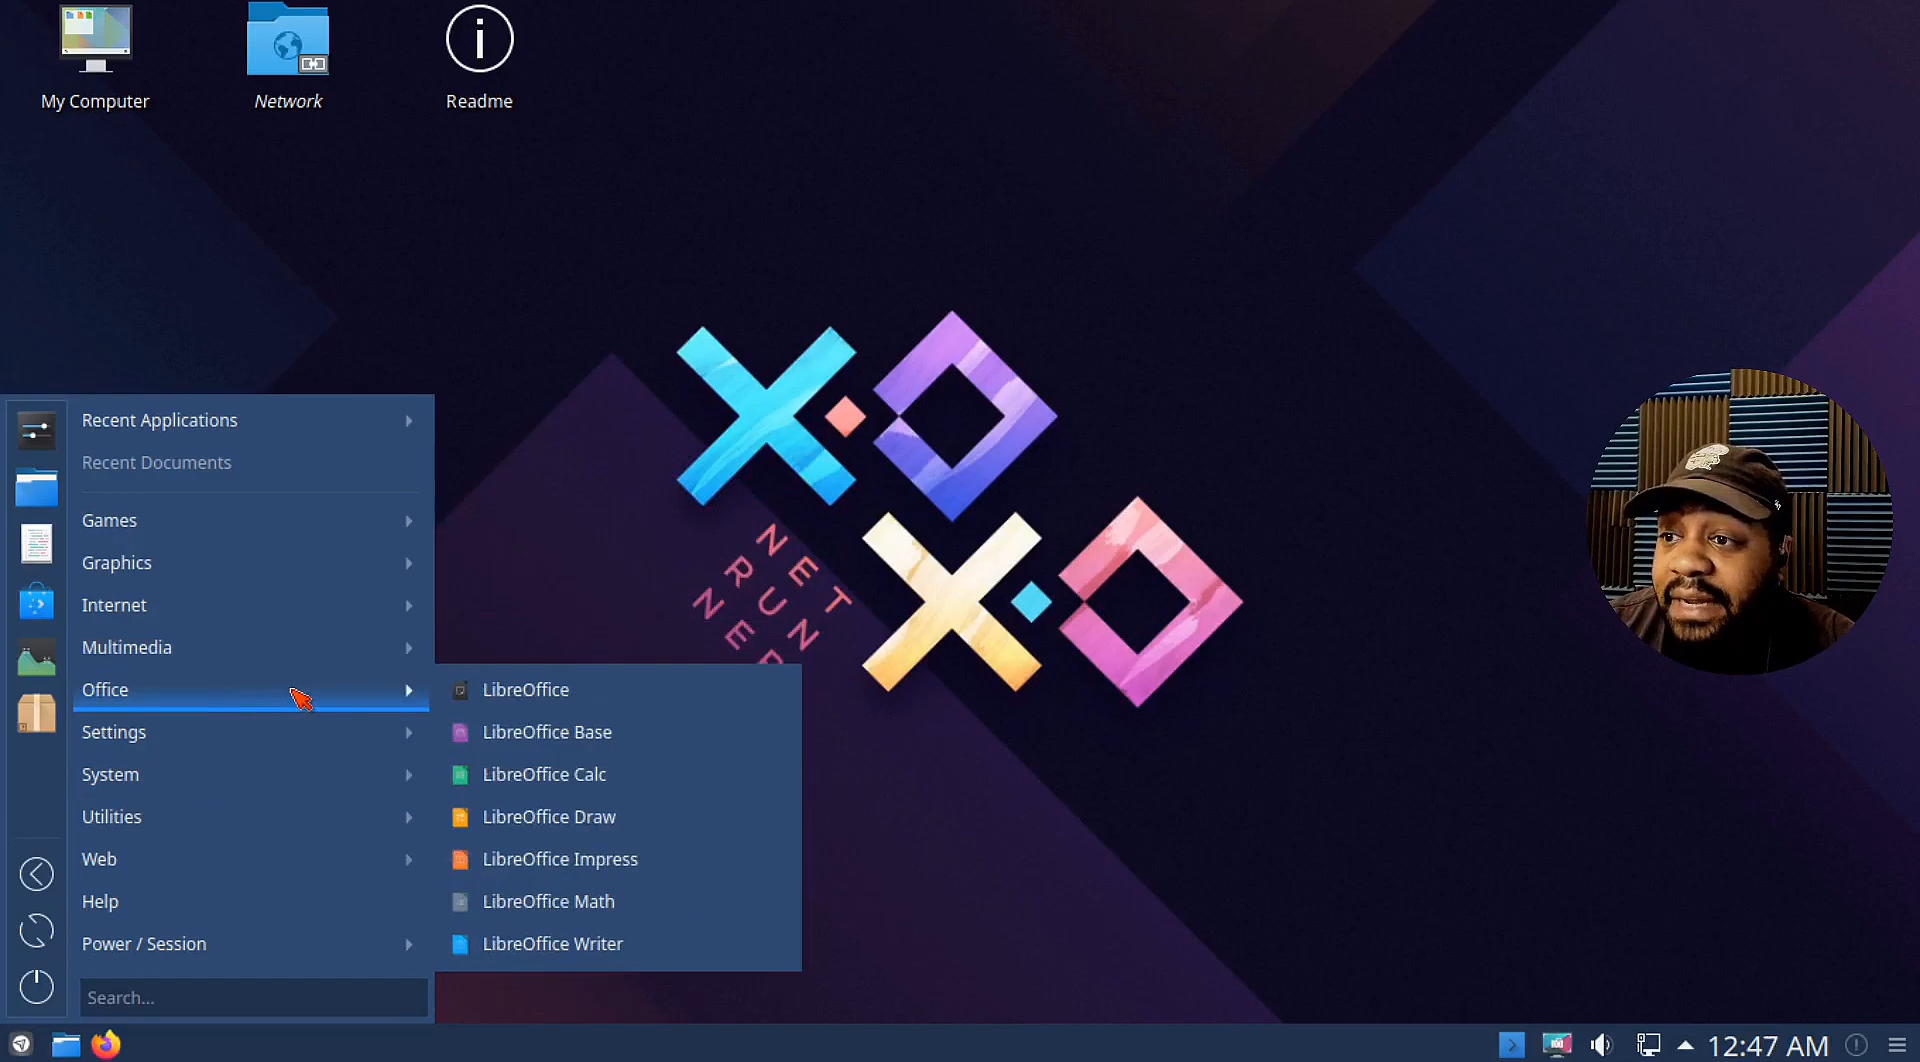 My Computer
Network
Readme
Recent Applications
Recent Documents
Games
Graphics
Internet
Multimedia
Office
Settings
System
Utilities
Web
Help
Power / Session
Search...
LibreOffice
LibreOffice Base
LibreOffice Calc
LibreOffice Draw
LibreOffice Impress
LibreOffice Math
LibreOffice Writer
NET
RUN
NER
12:47 AM